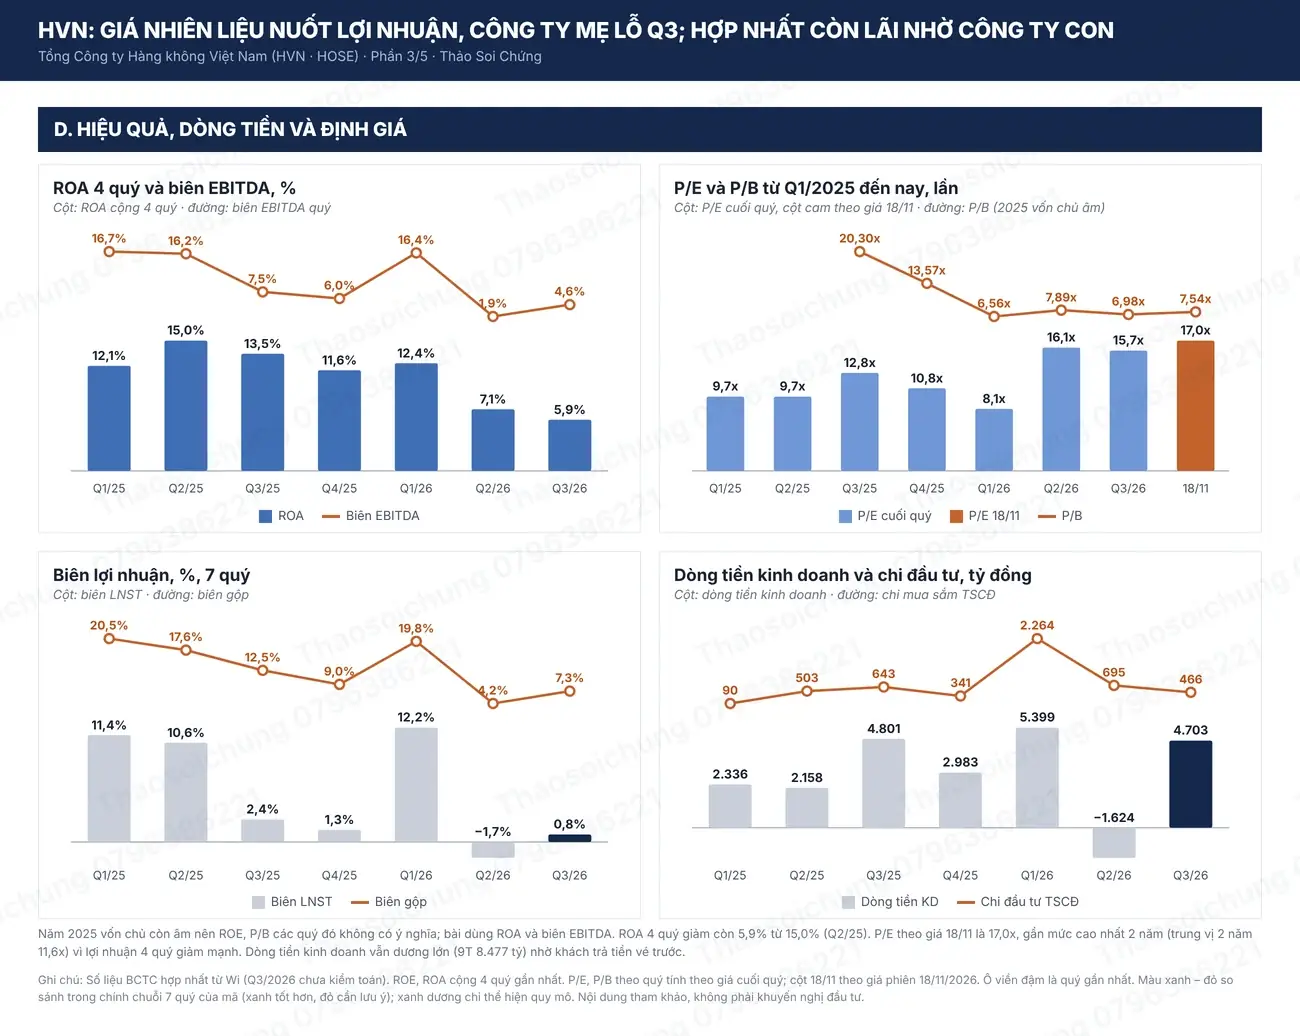 HVN: GIÁ NHIÊN LIỆU NUỐT LỢI NHUẬN, CÔNG TY MẸ LỖ Q3; HỢP NHẤT CÒN LÃI NHỜ CÔNG TY CON
Tổng Công ty Hàng không Việt Nam (HVN · HOSE) · Phần 3/5 · Thảo Soi Chứng
D. HIỆU QUẢ, DÒNG TIỀN VÀ ĐỊNH GIÁ
ROA 4 quý và biên EBITDA, %
Cột: ROA cộng 4 quý · đường: biên EBITDA quý
16,7% 16,2% 7,5% 6,0% 16,4% 1,9% 4,6%
12,1% 15,0% 13,5% 11,6% 12,4% 7,1% 5,9%
Q1/25 Q2/25 Q3/25 Q4/25 Q1/26 Q2/26 Q3/26
ROA Biên EBITDA
P/E và P/B từ Q1/2025 đến nay, lần
Cột: P/E cuối quý, cột cam theo giá 18/11 · đường: P/B (2025 vốn chủ âm)
20,30x 13,57x 6,56x 7,89x 6,98x 7,54x
9,7x 9,7x 12,8x 10,8x 8,1x 16,1x 15,7x 17,0x
Q1/25 Q2/25 Q3/25 Q4/25 Q1/26 Q2/26 Q3/26 18/11
P/E cuối quý P/E 18/11 P/B
Biên lợi nhuận, %, 7 quý
Cột: biên LNST · đường: biên gộp
20,5% 17,6% 12,5% 9,0% 19,8% 4,2% 7,3%
11,4% 10,6% 2,4% 1,3% 12,2% −1,7% 0,8%
Q1/25 Q2/25 Q3/25 Q4/25 Q1/26 Q2/26 Q3/26
Biên LNST Biên gộp
Dòng tiền kinh doanh và chi đầu tư, tỷ đồng
Cột: dòng tiền kinh doanh · đường: chi mua sắm TSCĐ
90 503 643 341 2.264 695 466
2.336 2.158 4.801 2.983 5.399 −1.624 4.703
Q1/25 Q2/25 Q3/25 Q4/25 Q1/26 Q2/26 Q3/26
Dòng tiền KD Chi đầu tư TSCĐ
Năm 2025 vốn chủ còn âm nên ROE, P/B các quý đó không có ý nghĩa; bài dùng ROA và biên EBITDA. ROA 4 quý giảm còn 5,9% từ 15,0% (Q2/25). P/E theo giá 18/11 là 17,0x, gần mức cao nhất 2 năm (trung vị 2 năm
11,6x) vì lợi nhuận 4 quý giảm mạnh. Dòng tiền kinh doanh vẫn dương lớn (9T 8.477 tỷ) nhờ khách trả tiền vé trước.
Ghi chú: Số liệu BCTC hợp nhất từ Wi (Q3/2026 chưa kiểm toán). ROE, ROA cộng 4 quý gần nhất. P/E, P/B theo quý tính theo giá cuối quý; cột 18/11 theo giá phiên 18/11/2026. Ô viền đậm là quý gần nhất. Màu xanh – đỏ so
sánh trong chính chuỗi 7 quý của mã (xanh tốt hơn, đỏ cần lưu ý); xanh dương chỉ thể hiện quy mô. Nội dung tham khảo, không phải khuyến nghị đầu tư.
Thaosoichung 0796386221